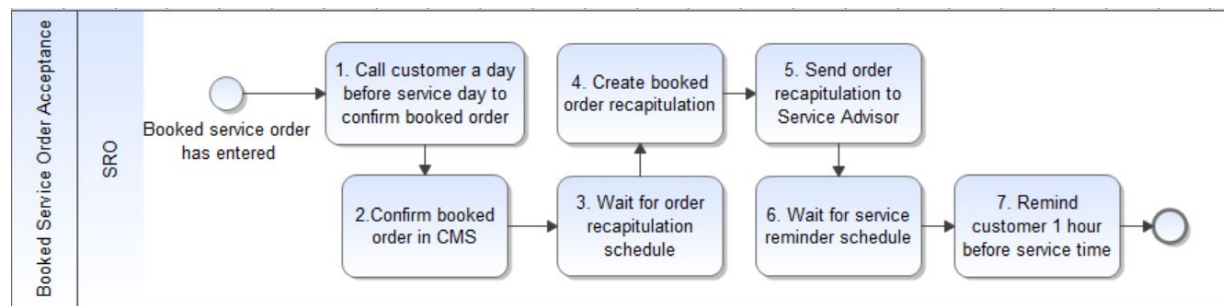 Booked Service Order Acceptance
SRO
Booked service order
has entered
1. Call customer a day
before service day to
confirm booked order
2.Confirm booked
order in CMS
3. Wait for order
recapitulation
schedule
4. Create booked
order recapitulation
5. Send order
recapitulation to
Service Advisor
6. Wait for service
reminder schedule
7. Remind
customer 1 hour
before service time